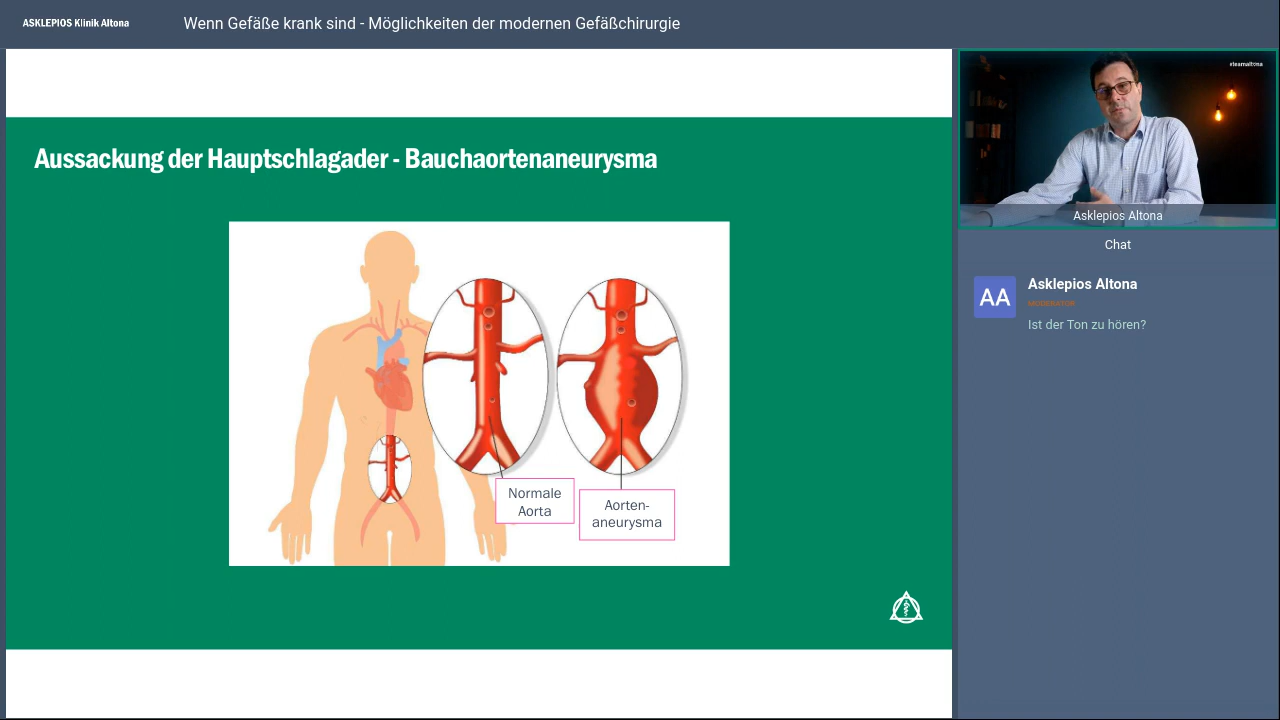 ASKLEPIOS Klinik Altona
Wenn Gefäße krank sind - Möglichkeiten der modernen Gefäßchirurgie
Aussackung der Hauptschlagader - Bauchaortenaneurysma
Normale
Aorta
Aorten-
aneurysma
#teamaltona
Asklepios Altona
Chat
AA
Asklepios Altona
MODERATOR
Ist der Ton zu hören?